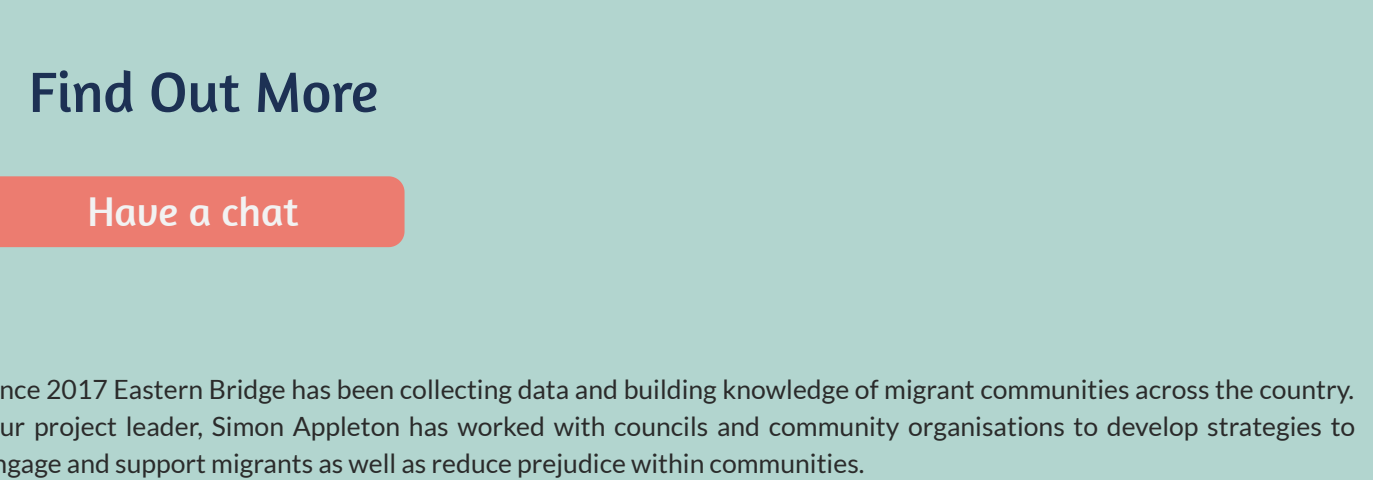 Find Out More
Have a chat
nce 2017 Eastern Bridge has been collecting data and building knowledge of migrant communities across the country.
ur project leader, Simon Appleton has worked with councils and community organisations to develop strategies to
ngage and support migrants as well as reduce prejudice within communities.